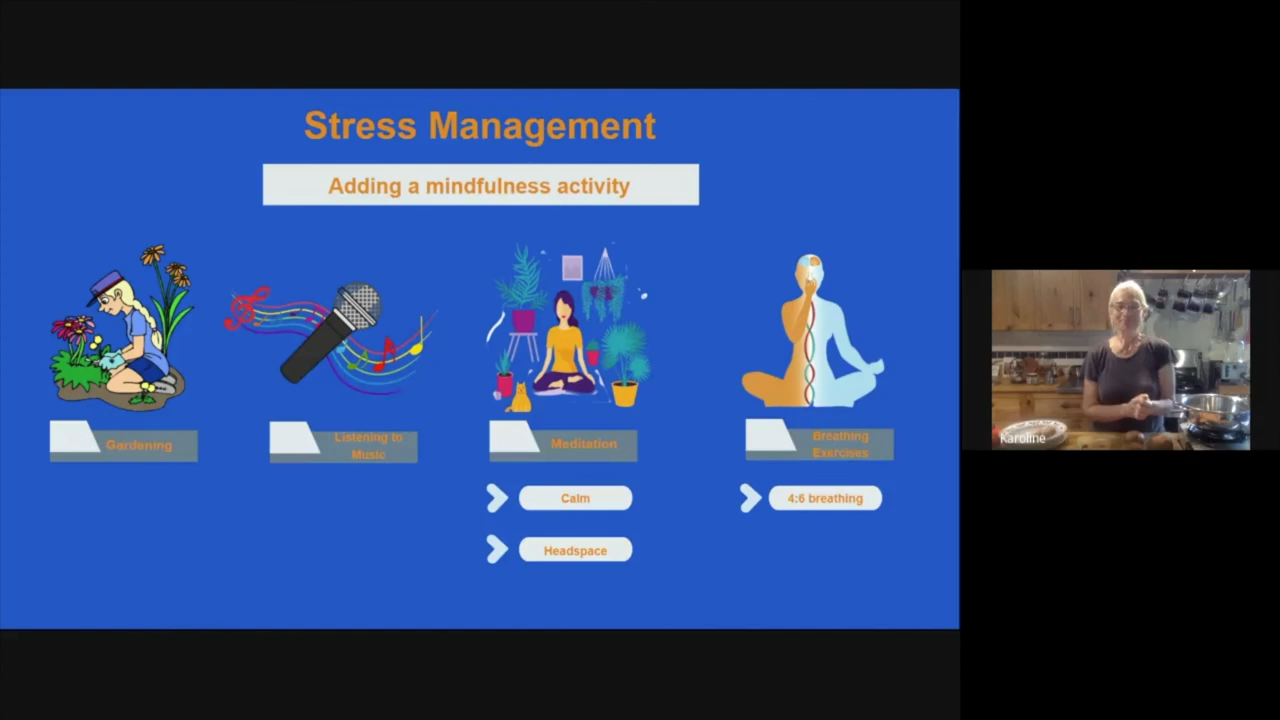 Stress Management
Adding a mindfulness activity
Gardening
Listening to
Music
Meditation
Breathing
Exercises
Calm
4:6 breathing
Headspace
Karoline